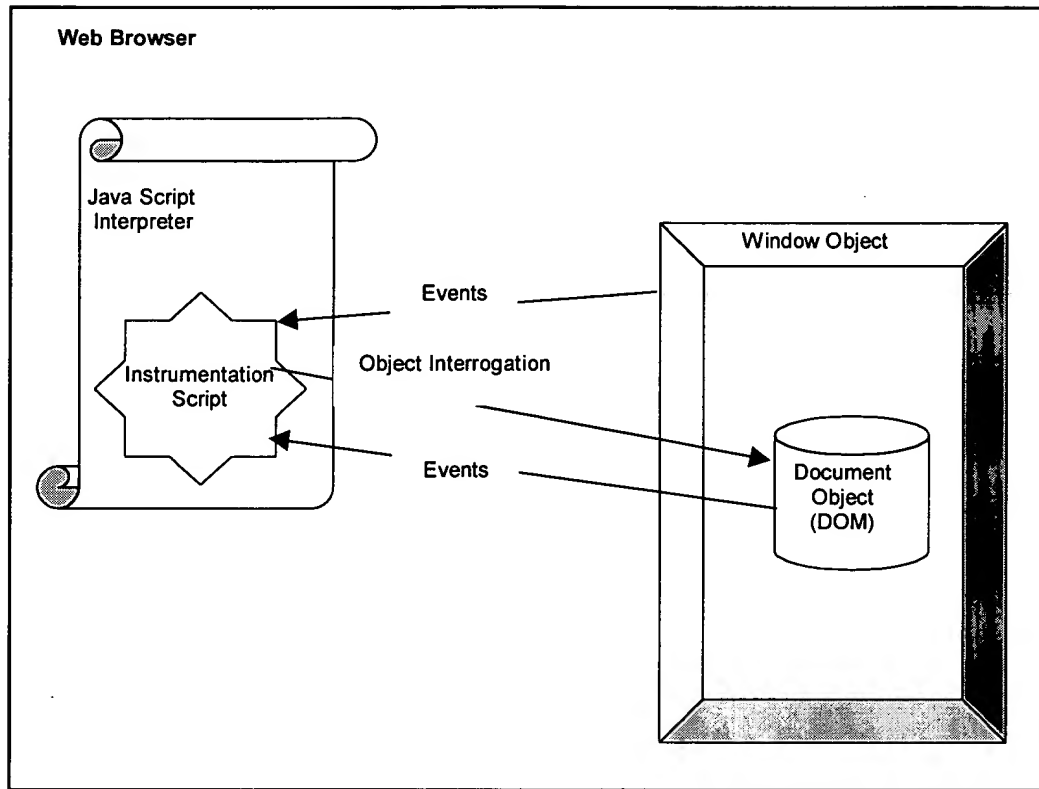 Web Browser
Java Script
Interpreter
Window Object
Events
Object Interrogation
Instrumentation
Script
Events
Document
Object
(DOM)